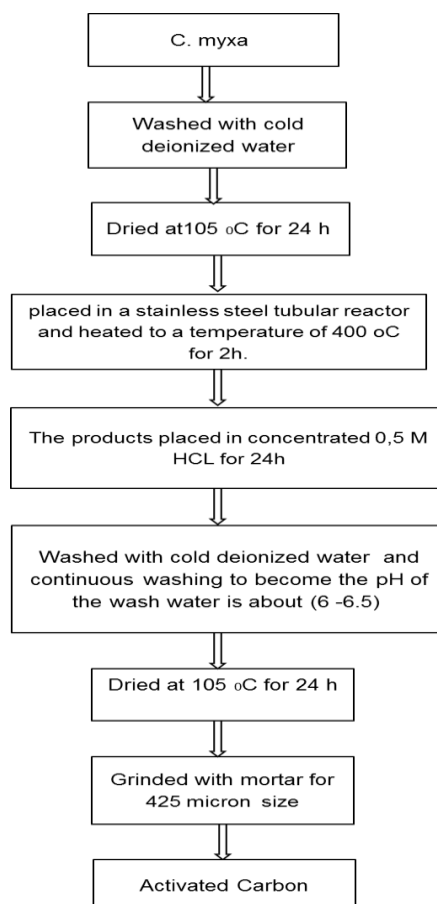 C. myxa
Washed with cold
deionized water
Dried at105 oC for 24 h
placed in a stainless steel tubular reactor
and heated to a temperature of 400 oC
for 2h.
The products placed in concentrated 0,5 M
HCL for 24h
Washed with cold deionized water and
continuous washing to become the pH of
the wash water is about (6 -6.5)
Dried at 105 oC for 24 h
Grinded with mortar for
425 micron size
Activated Carbon